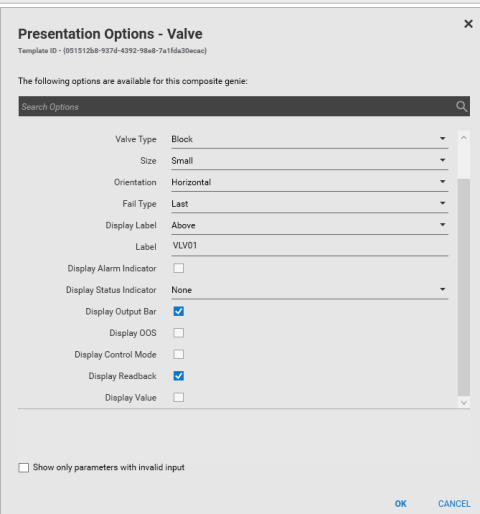 Presentation Options - Valve
Template ID - {051512b8-937d-4392-98e8-7a1fda30ecac}
The following options are available for this composite genie:
Search Options
Valve Type Block
Size Small
Orientation Horizontal
Fail Type Last
Display Label Above
Label VLV01
Display Alarm Indicator
Display Status Indicator None
Display Output Bar
Display OOS
Display Control Mode
Display Readback
Display Value
Show only parameters with invalid input
OK CANCEL